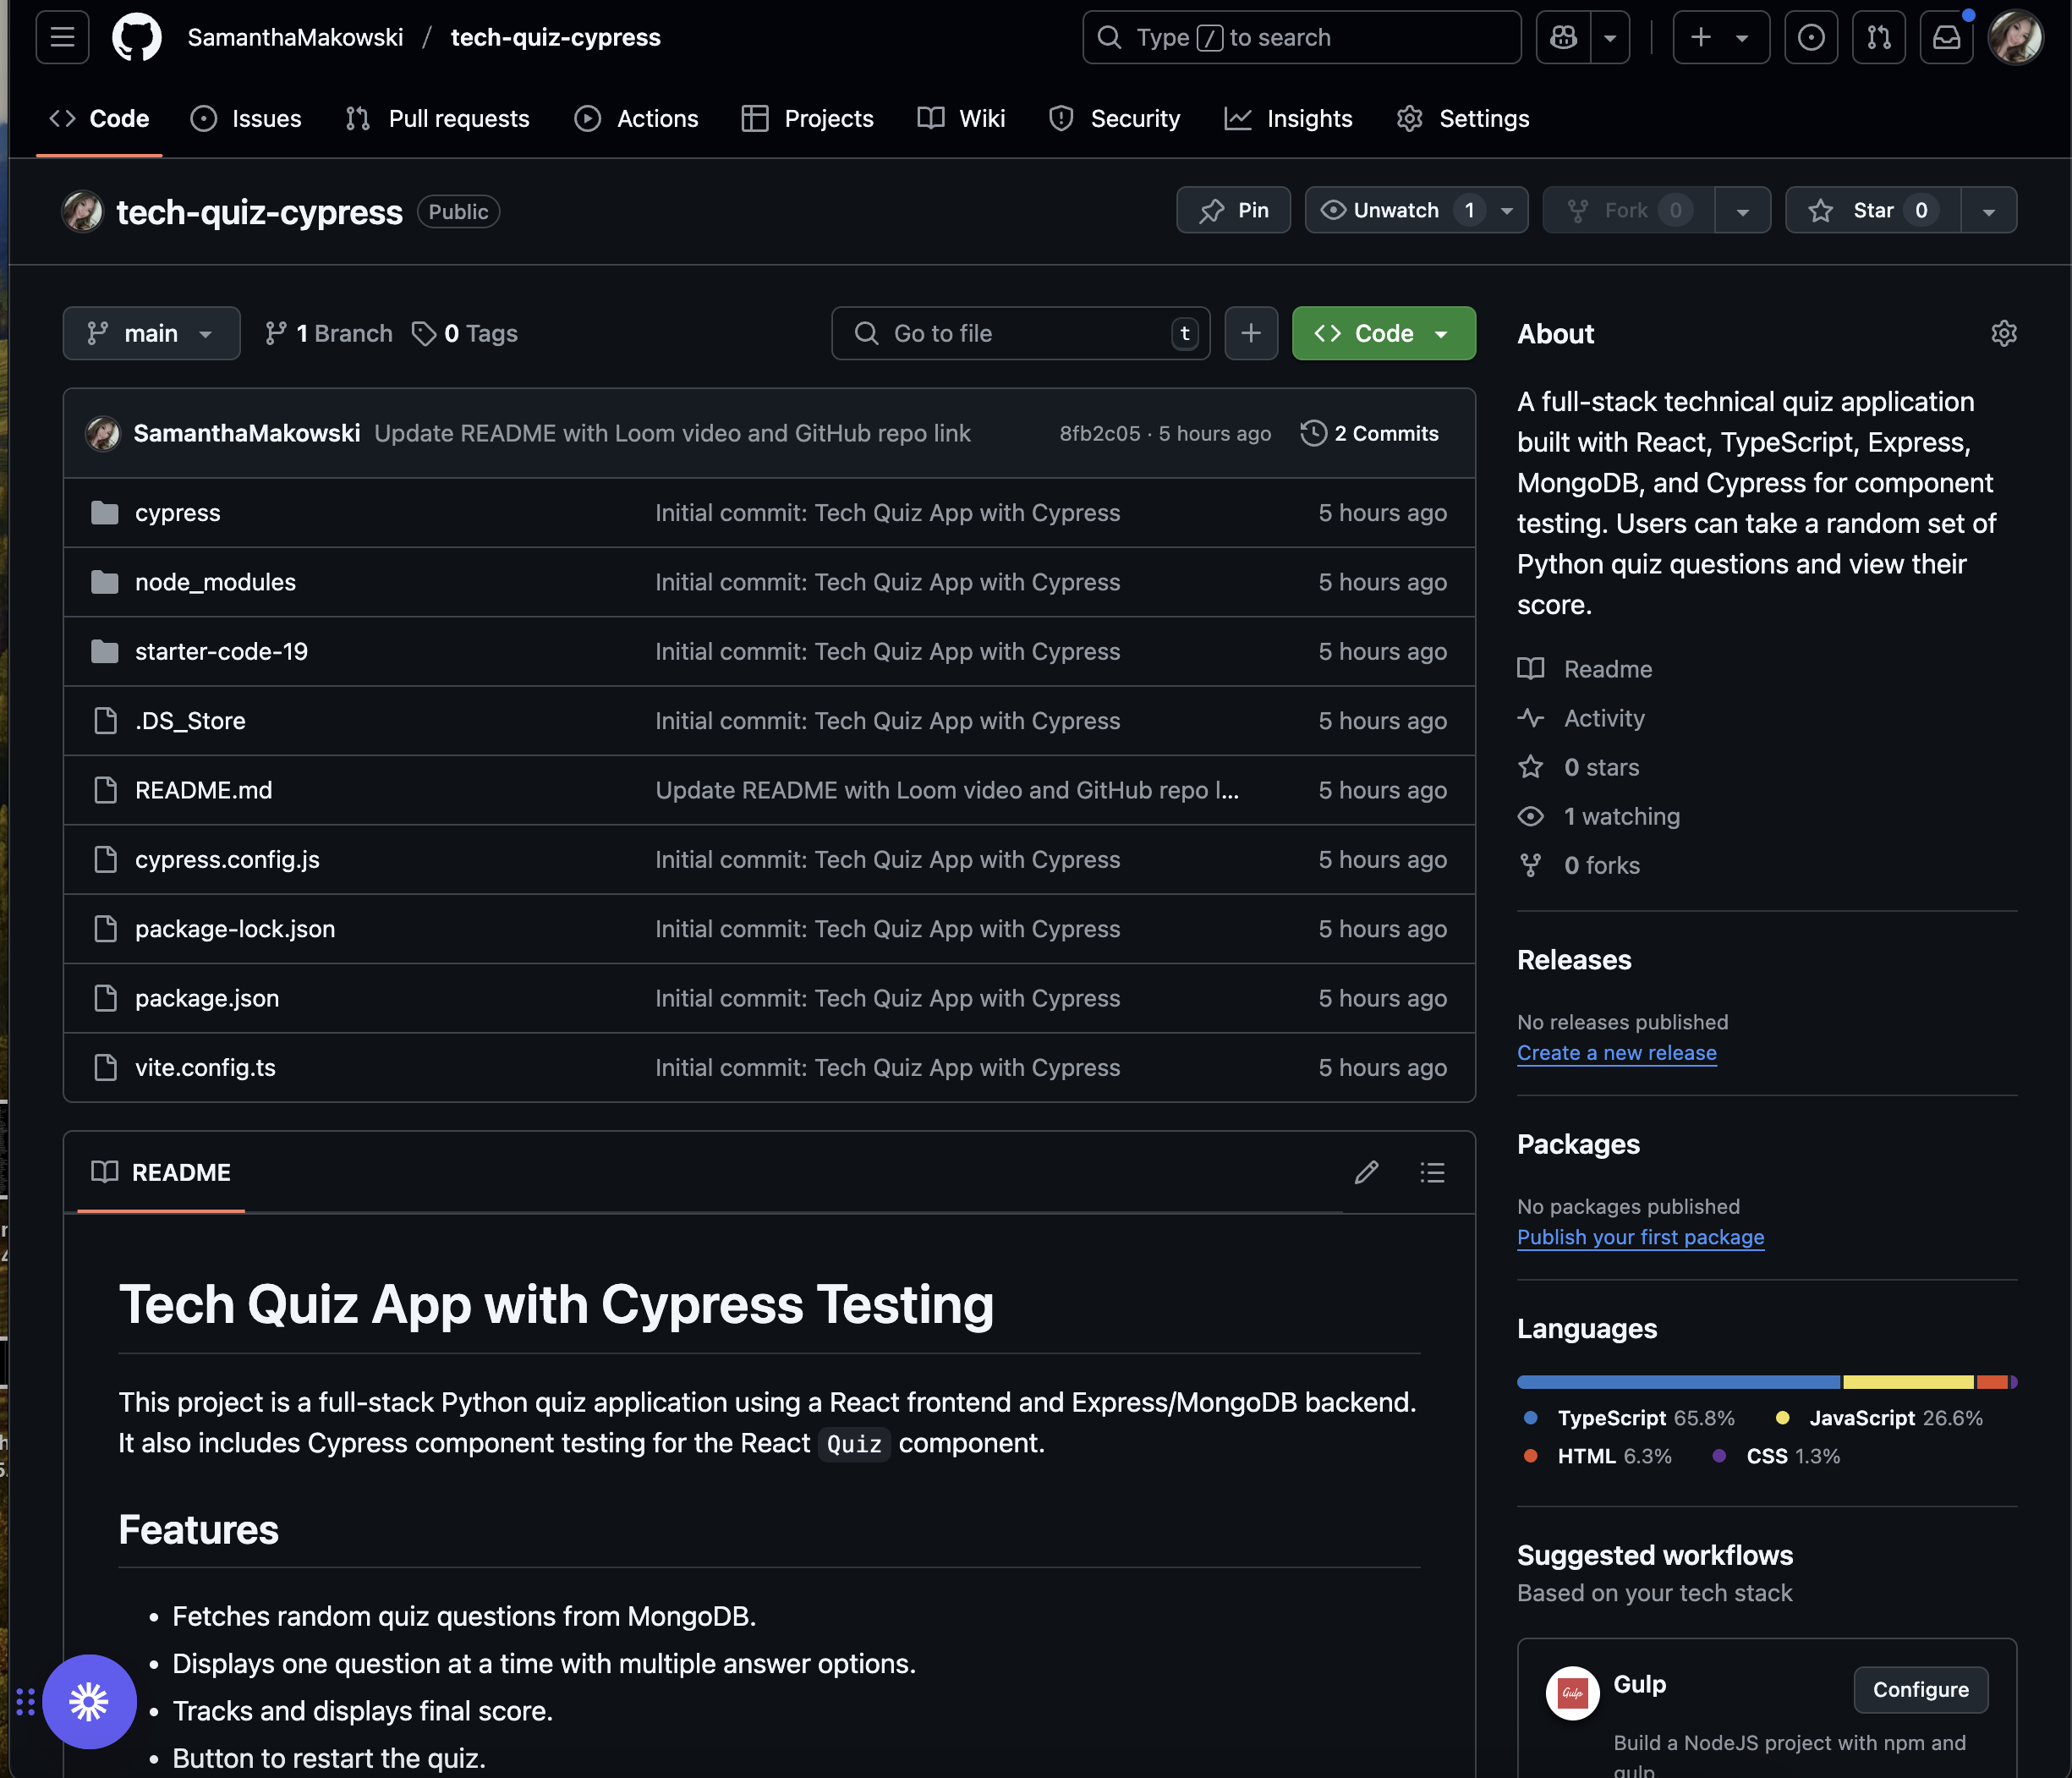 SamanthaMakowski / tech-quiz-cypress
Type / to search
Code
Issues
Pull requests
Actions
Projects
Wiki
Security
Insights
Settings
tech-quiz-cypress Public
Pin
Unwatch 1
Fork 0
Star 0
main
1 Branch
0 Tags
Go to file
t
Code
SamanthaMakowski Update README with Loom video and GitHub repo link
8fb2c05 · 5 hours ago
2 Commits
cypress Initial commit: Tech Quiz App with Cypress 5 hours ago
node_modules Initial commit: Tech Quiz App with Cypress 5 hours ago
starter-code-19 Initial commit: Tech Quiz App with Cypress 5 hours ago
.DS_Store Initial commit: Tech Quiz App with Cypress 5 hours ago
README.md Update README with Loom video and GitHub repo l... 5 hours ago
cypress.config.js Initial commit: Tech Quiz App with Cypress 5 hours ago
package-lock.json Initial commit: Tech Quiz App with Cypress 5 hours ago
package.json Initial commit: Tech Quiz App with Cypress 5 hours ago
vite.config.ts Initial commit: Tech Quiz App with Cypress 5 hours ago
README
Tech Quiz App with Cypress Testing
This project is a full-stack Python quiz application using a React frontend and Express/MongoDB backend.
It also includes Cypress component testing for the React Quiz component.
Features
• Fetches random quiz questions from MongoDB.
• Displays one question at a time with multiple answer options.
• Tracks and displays final score.
• Button to restart the quiz.
About
A full-stack technical quiz application
built with React, TypeScript, Express,
MongoDB, and Cypress for component
testing. Users can take a random set of
Python quiz questions and view their
score.
Readme
Activity
0 stars
1 watching
0 forks
Releases
No releases published
Create a new release
Packages
No packages published
Publish your first package
Languages
TypeScript 65.8%
JavaScript 26.6%
HTML 6.3%
CSS 1.3%
Suggested workflows
Based on your tech stack
Gulp
Gulp
Configure
Build a NodeJS project with npm and
gulp